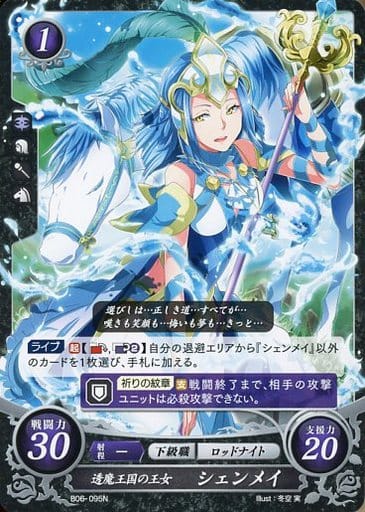 1
選びしは…正しき道…すべてが…
嘆きも笑顔も…悔いも夢も…きっと…
ライブ 起【 , 2】自分の退避エリアから『シェンメイ』以外
のカードを1枚選び、手札に加える。
祈りの紋章 支 戦闘終了まで、相手の攻撃
ユニットは必殺攻撃できない。
戦闘力
30
射程
－
下級職
ロッドナイト
支援力
20
透魔王国の王女 シェンメイ
B06-095N
Illust：冬空 実